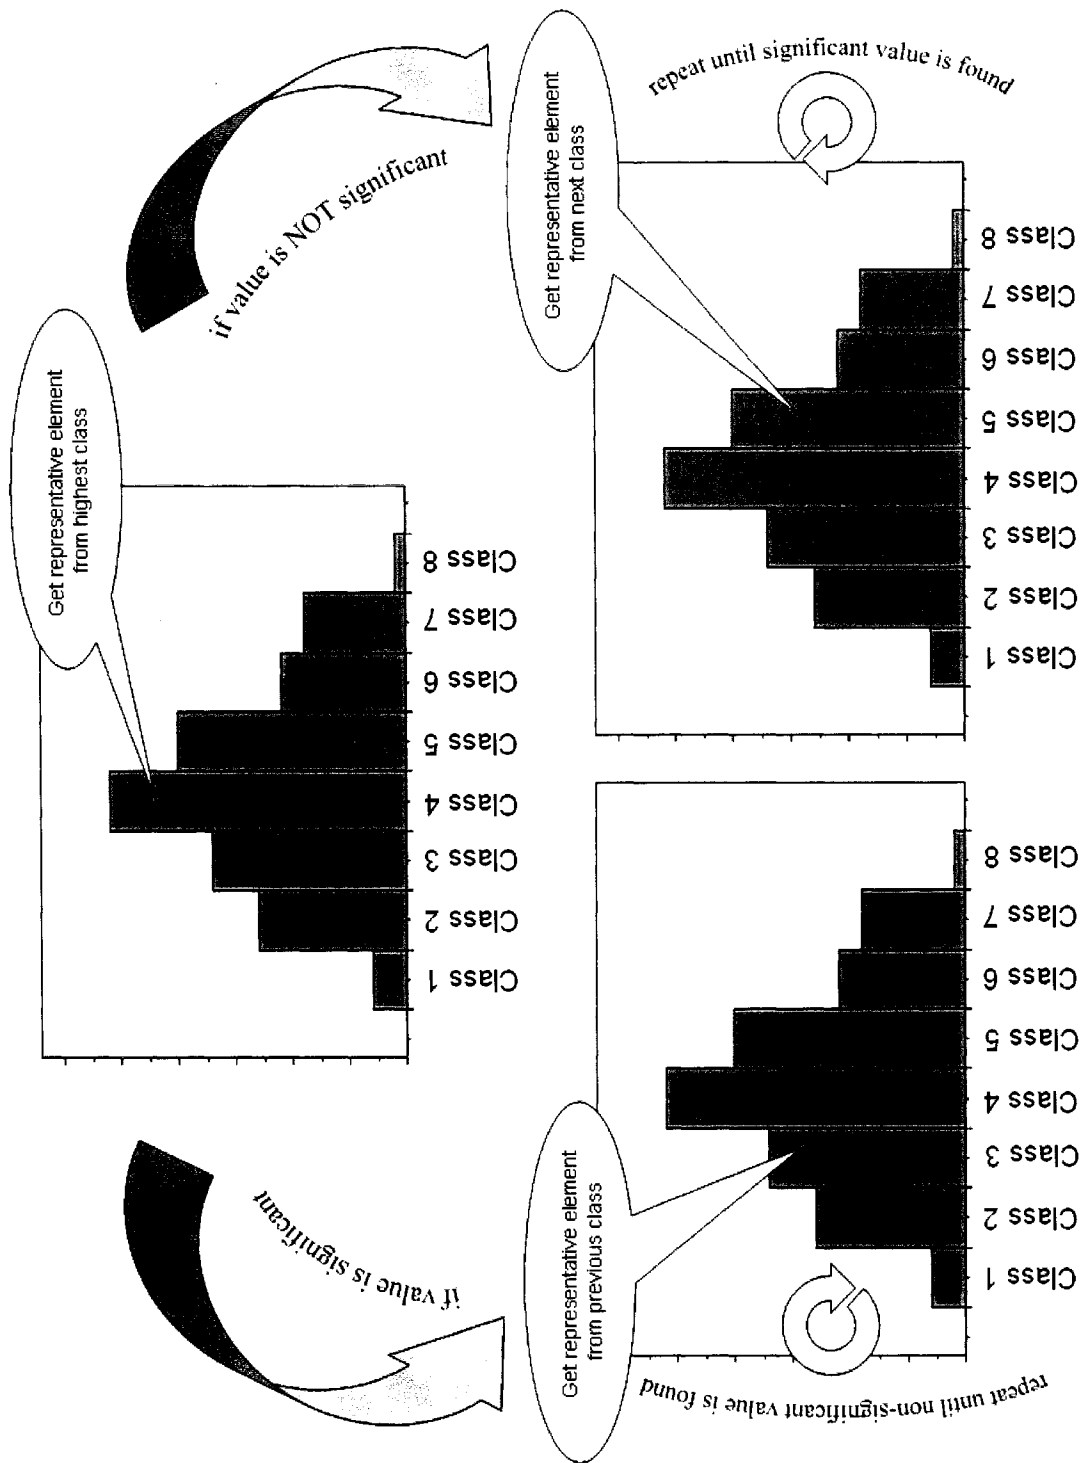 Get representative element
from highest class
Class 1
Class 2
Class 3
Class 4
Class 5
Class 6
Class 7
Class 8
if value is significant
if value is NOT significant
Get representative element
from previous class
Class 1
Class 2
Class 3
Class 4
Class 5
Class 6
Class 7
Class 8
repeat until non-significant value is found
Get representative element
from next class
Class 1
Class 2
Class 3
Class 4
Class 5
Class 6
Class 7
Class 8
repeat until significant value is found